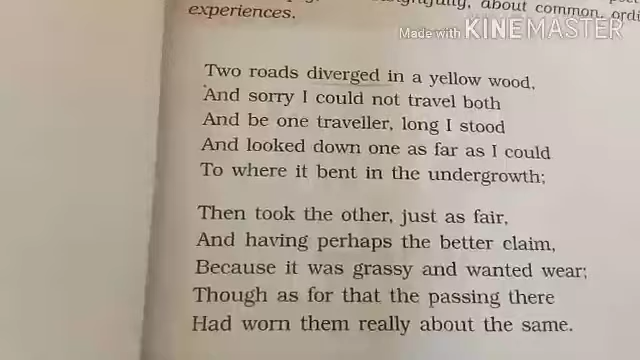 about common, ordi
experiences.
Made with KINEMASTER
Two roads diverged in a yellow wood,
And sorry I could not travel both
And be one traveller, long I stood
And looked down one as far as I could
To where it bent in the undergrowth;
Then took the other, just as fair,
And having perhaps the better claim,
Because it was grassy and wanted wear;
Though as for that the passing there
Had worn them really about the same.